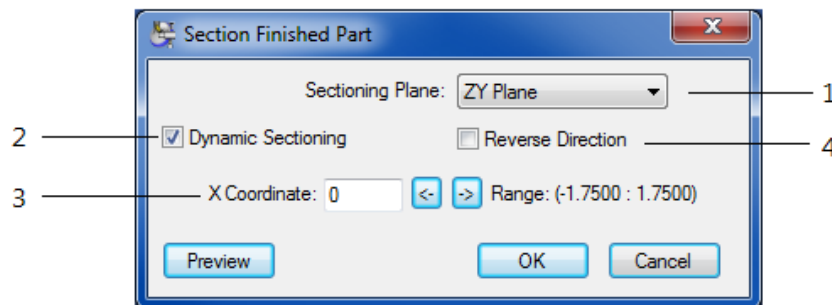 Section Finished Part
Sectioning Plane: ZY Plane 1
2 Dynamic Sectioning Reverse Direction 4
3 X Coordinate: 0 <- -> Range: (-1.7500 : 1.7500)
Preview OK Cancel